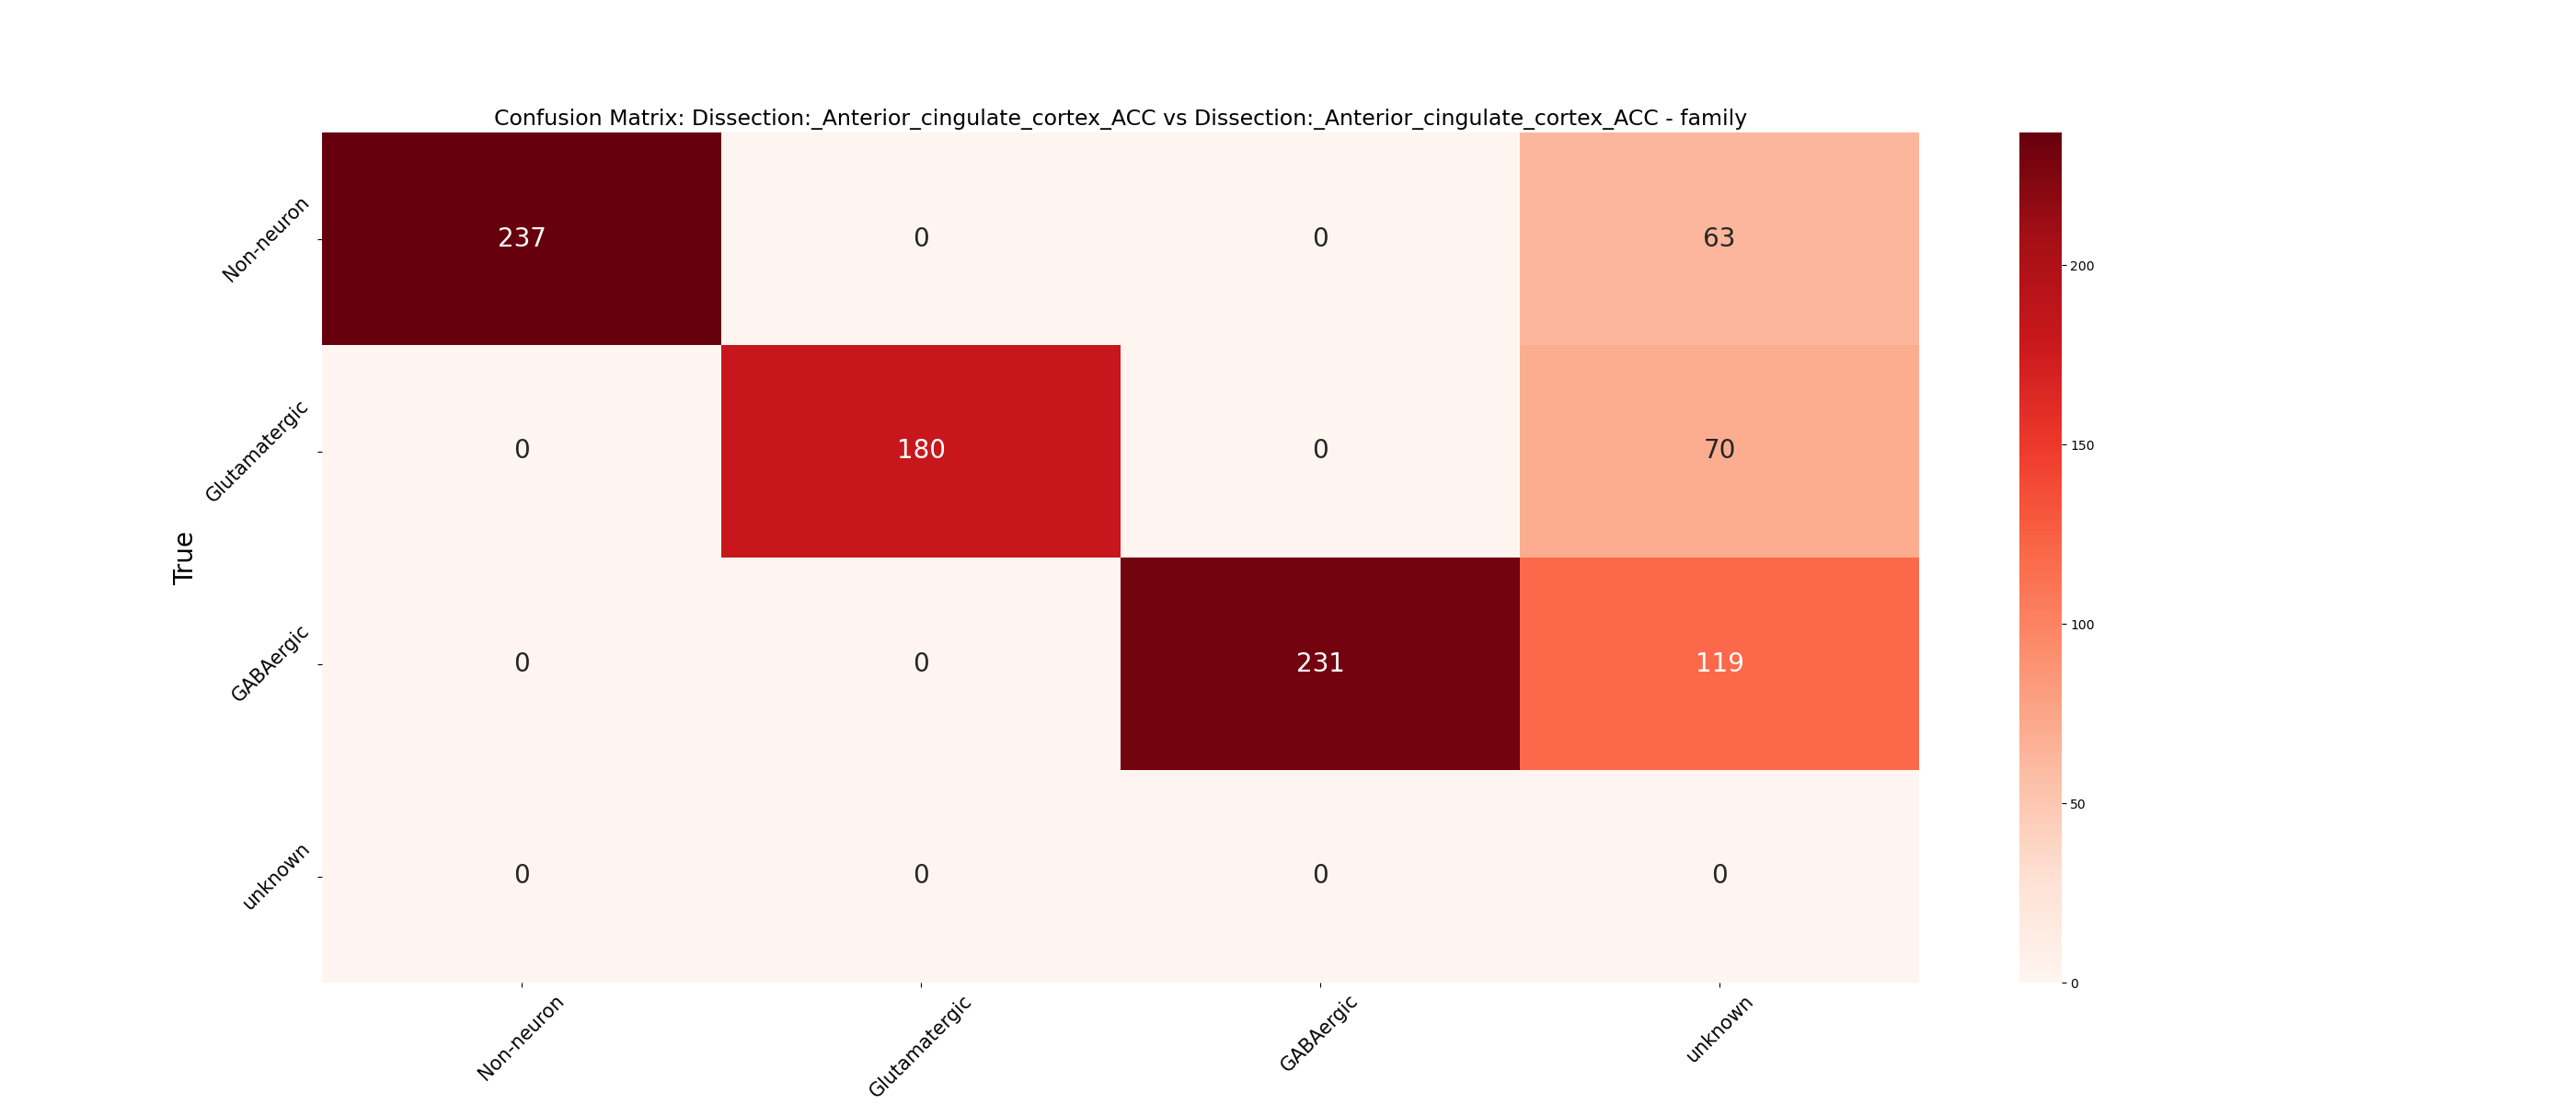 Confusion Matrix: Dissection:_Anterior_cingulate_cortex_ACC vs Dissection:_Anterior_cingulate_cortex_ACC - family
True
Non-neuron 237 0 0 63
Glutamatergic 0 180 0 70
GABAergic 0 0 231 119
unknown 0 0 0 0
Non-neuron Glutamatergic GABAergic unknown
200
150
100
50
0